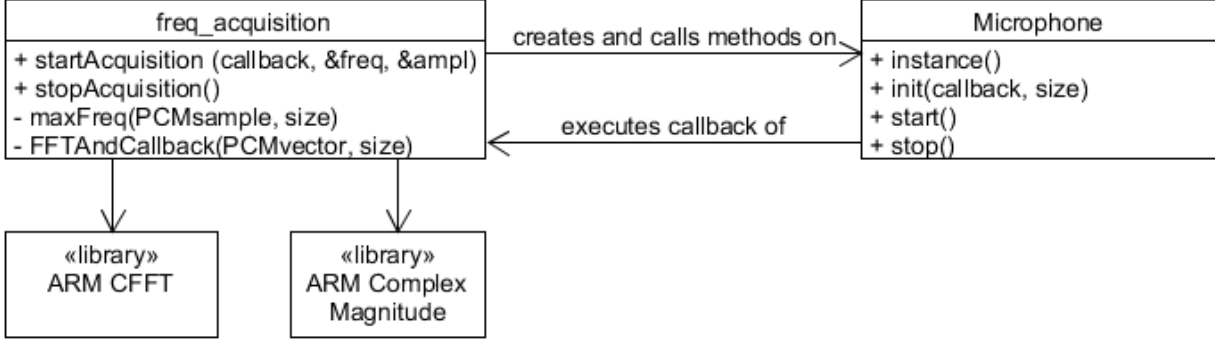 freq_acquisition
+ startAcquisition (callback, &freq, &ampl)
+ stopAcquisition()
- maxFreq(PCMsample, size)
- FFTAndCallback(PCMvector, size)
creates and calls methods on
executes callback of
Microphone
+ instance()
+ init(callback, size)
+ start()
+ stop()
«library»
ARM CFFT
«library»
ARM Complex
Magnitude